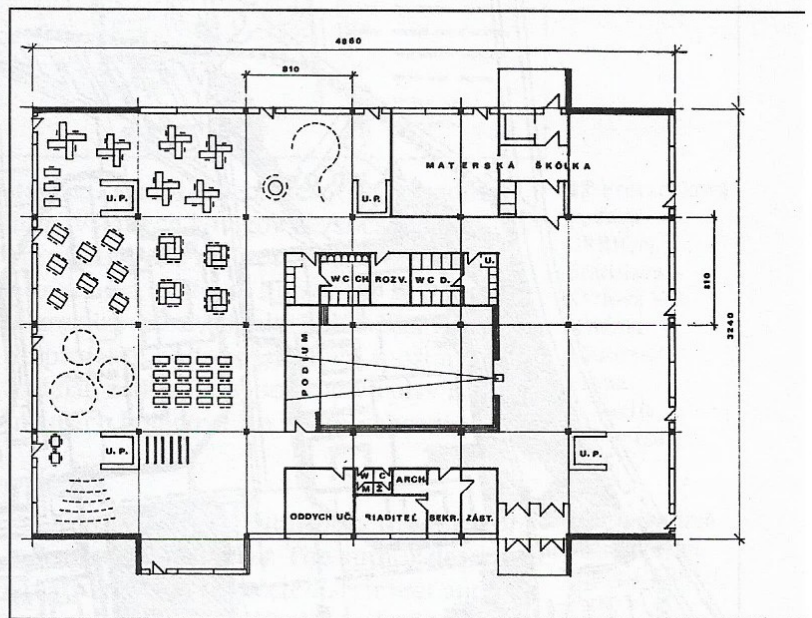 4860
810
MATERSKÁ ŠKÔLKA
U.P.
U.P.
WC CH.
ROZV.
WC D.
U.
810
3240
PODIUM
U.P.
U.P.
W C
M Ž
ARCH.
ODDYCH UČ.
RIADITEĽ
SEKR.
ZÁST.